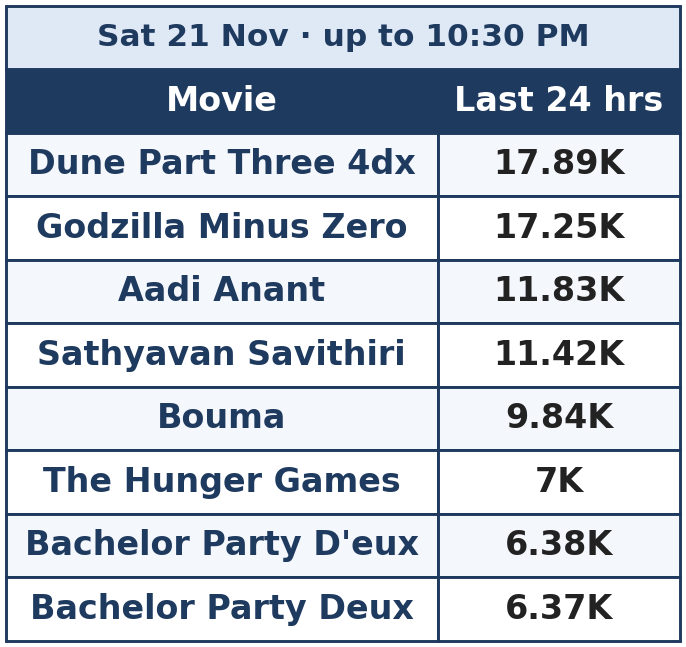 Sat 21 Nov · up to 10:30 PM
Movie Last 24 hrs
Dune Part Three 4dx 17.89K
Godzilla Minus Zero 17.25K
Aadi Anant 11.83K
Sathyavan Savithiri 11.42K
Bouma 9.84K
The Hunger Games 7K
Bachelor Party D'eux 6.38K
Bachelor Party Deux 6.37K